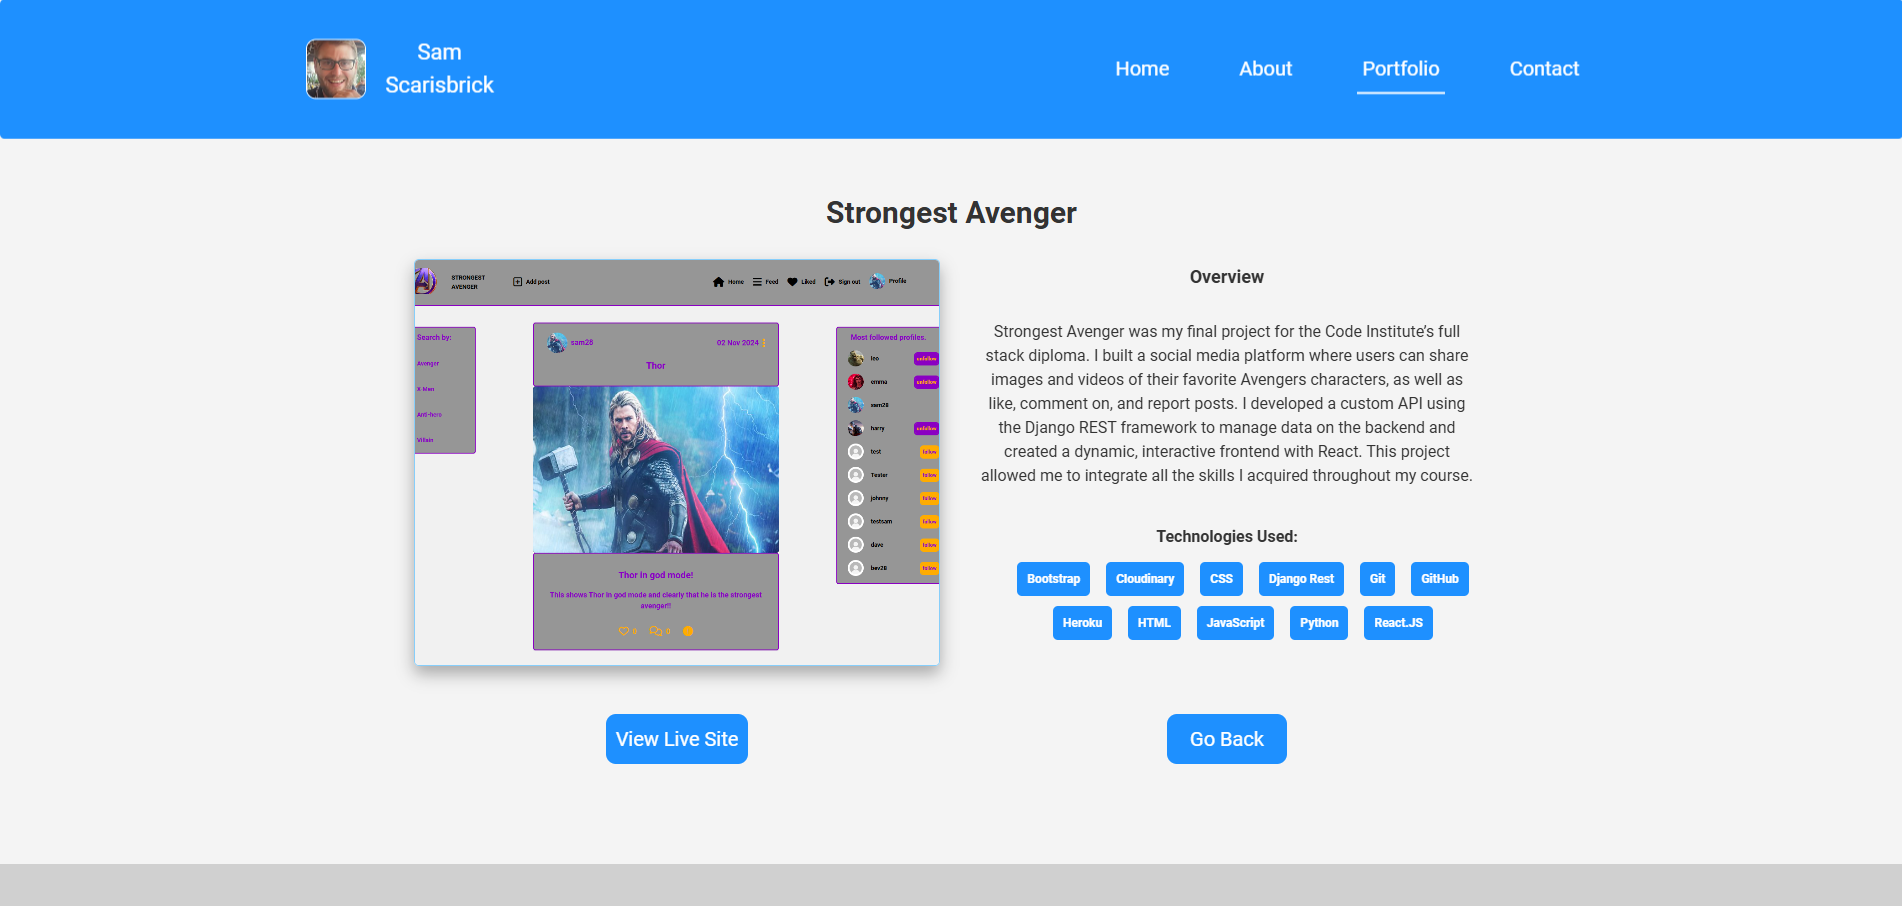 Sam
Scarisbrick
Home
About
Portfolio
Contact
Strongest Avenger
STRONGEST
AVENGER
Add post
Home
Feed
Liked
Sign out
Profile
Search by:
Avenger
X Men
Anti-hero
Villain
sam28
02 Nov 2024
Thor
Thor in god mode!
This shows Thor in god mode and clearly that he is the strongest
avenger!!
0
0
Most followed profiles.
leo
unfollow
emma
unfollow
sam28
harry
unfollow
test
follow
Tester
follow
johnny
follow
testsam
follow
dave
follow
bev28
follow
Overview
Strongest Avenger was my final project for the Code Institute’s full
stack diploma. I built a social media platform where users can share
images and videos of their favorite Avengers characters, as well as
like, comment on, and report posts. I developed a custom API using
the Django REST framework to manage data on the backend and
created a dynamic, interactive frontend with React. This project
allowed me to integrate all the skills I acquired throughout my course.
Technologies Used:
Bootstrap
Cloudinary
CSS
Django Rest
Git
GitHub
Heroku
HTML
JavaScript
Python
React.JS
View Live Site
Go Back